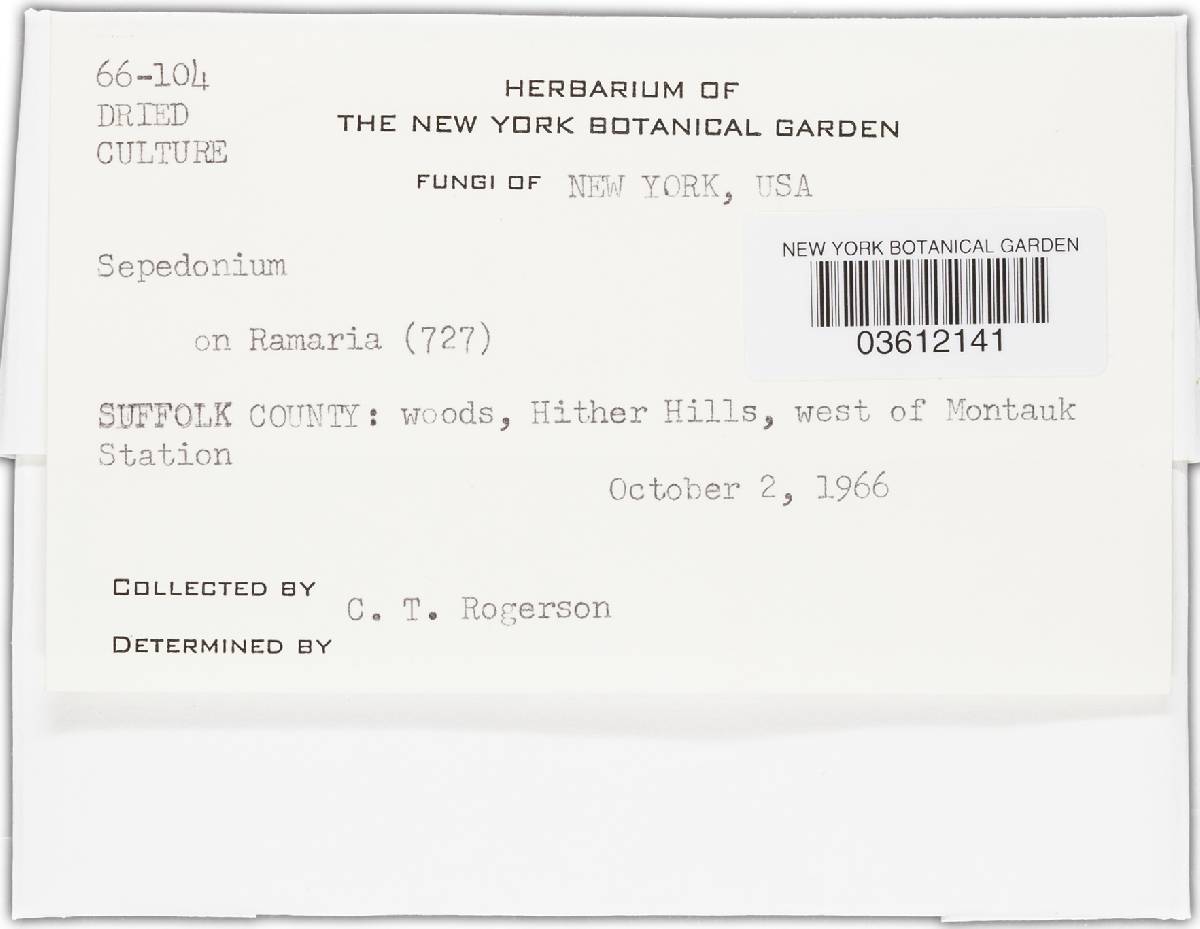 66-104
DRIED
CULTURE
HERBARIUM OF
THE NEW YORK BOTANICAL GARDEN
FUNGI OF NEW YORK, USA
NEW YORK BOTANICAL GARDEN
03612141
Sepedonium
on Ramaria (727)
SUFFOLK COUNTY: woods, Hither Hills, west of Montauk
Station
October 2, 1966
COLLECTED BY C. T. Rogerson
DETERMINED BY